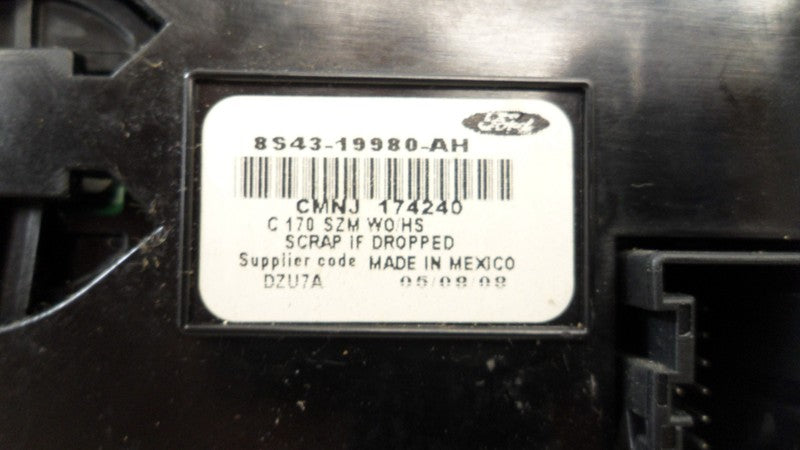 Ford
8S43-19980-AH
CMNJ 174240
C 170 SZM WO/HS
SCRAP IF DROPPED
Supplier code MADE IN MEXICO
DZU7A 05/08/08